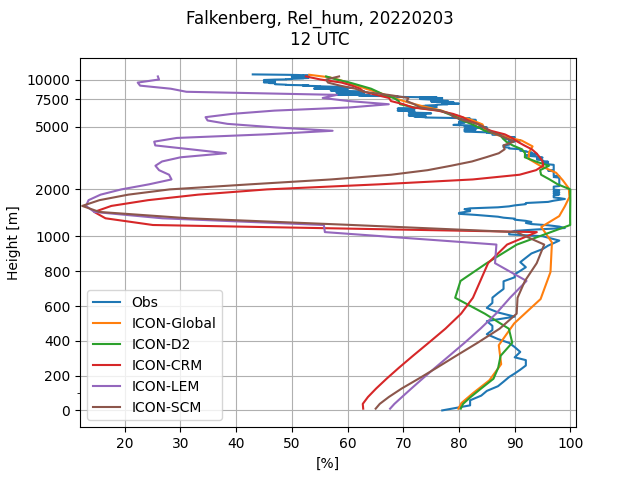 Falkenberg, Rel_hum, 20220203
12 UTC
Height [m]
10000
7500
5000
2000
1000
800
600
400
200
0
Obs
ICON-Global
ICON-D2
ICON-CRM
ICON-LEM
ICON-SCM
20 30 40 50 60 70 80 90 100
[%]